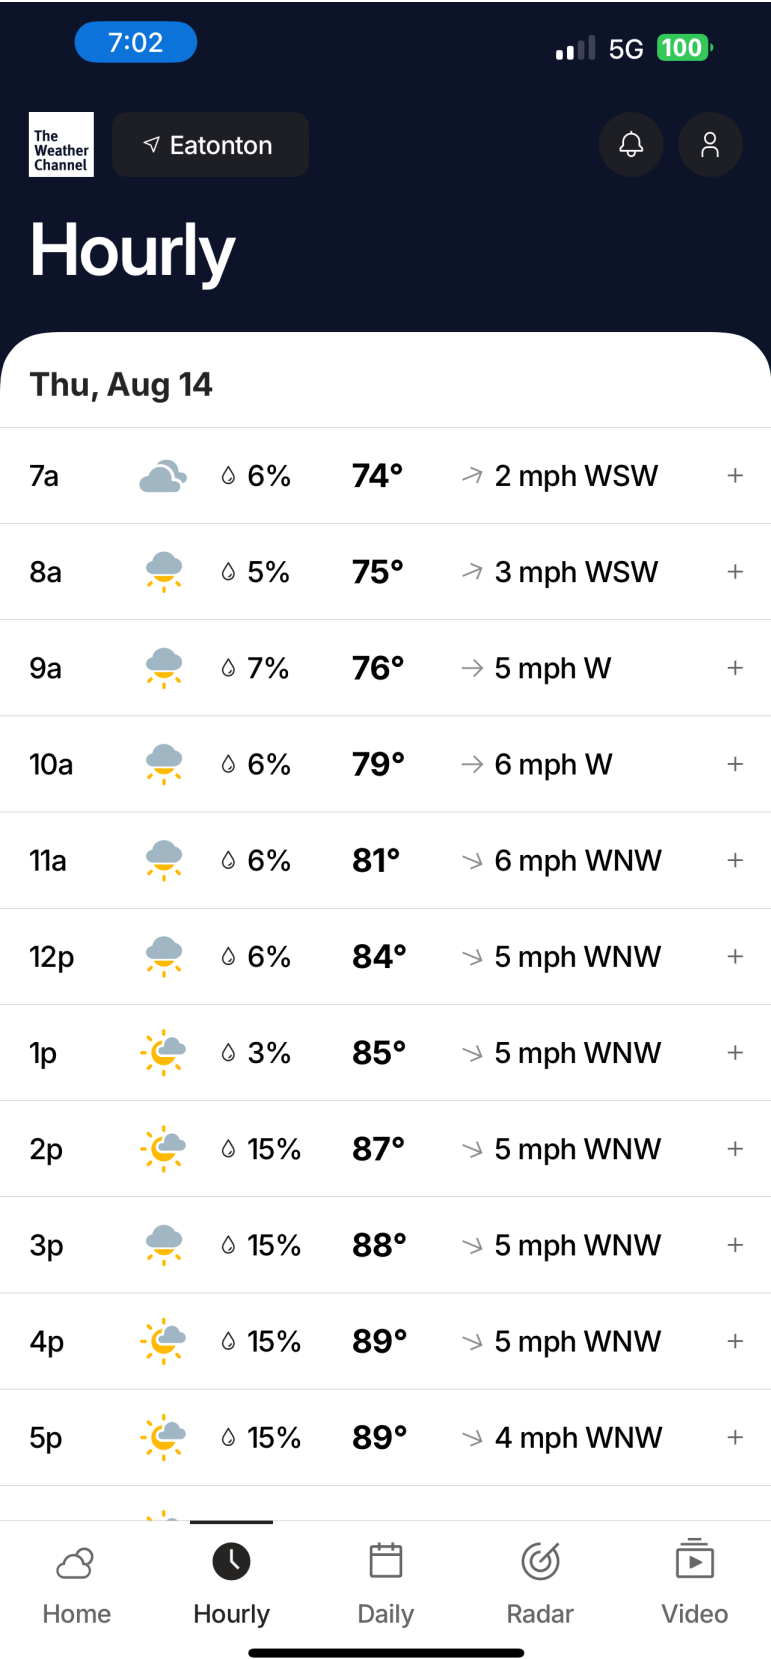 7:02 5G 100
The
Weather
Channel
Eatonton
Hourly
Thu, Aug 14
7a 6% 74° 2 mph WSW +
8a 5% 75° 3 mph WSW +
9a 7% 76° 5 mph W +
10a 6% 79° 6 mph W +
11a 6% 81° 6 mph WNW +
12p 6% 84° 5 mph WNW +
1p 3% 85° 5 mph WNW +
2p 15% 87° 5 mph WNW +
3p 15% 88° 5 mph WNW +
4p 15% 89° 5 mph WNW +
5p 15% 89° 4 mph WNW +
Home Hourly Daily Radar Video